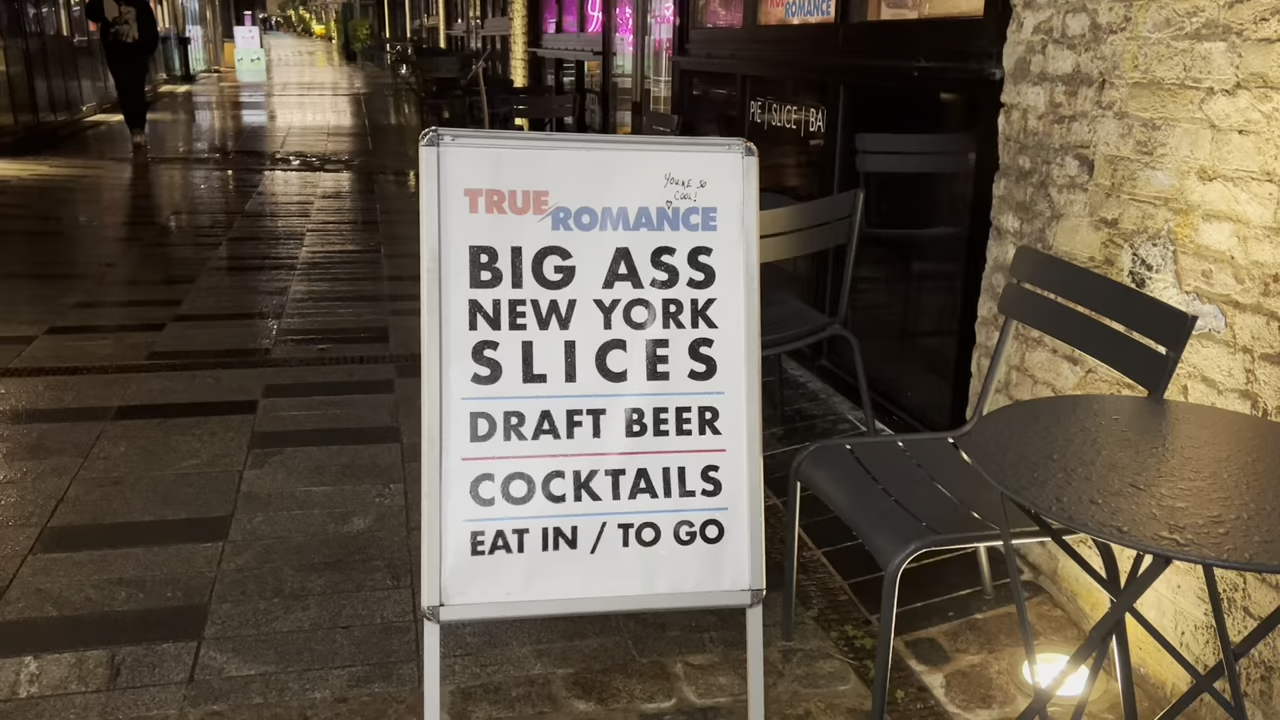 TRUE
ROMANCE
PIE | SLICE | BA
YOU'RE SO
COOL!
TRUE
ROMANCE
BIG ASS
NEW YORK
SLICES
DRAFT BEER
COCKTAILS
EAT IN / TO GO